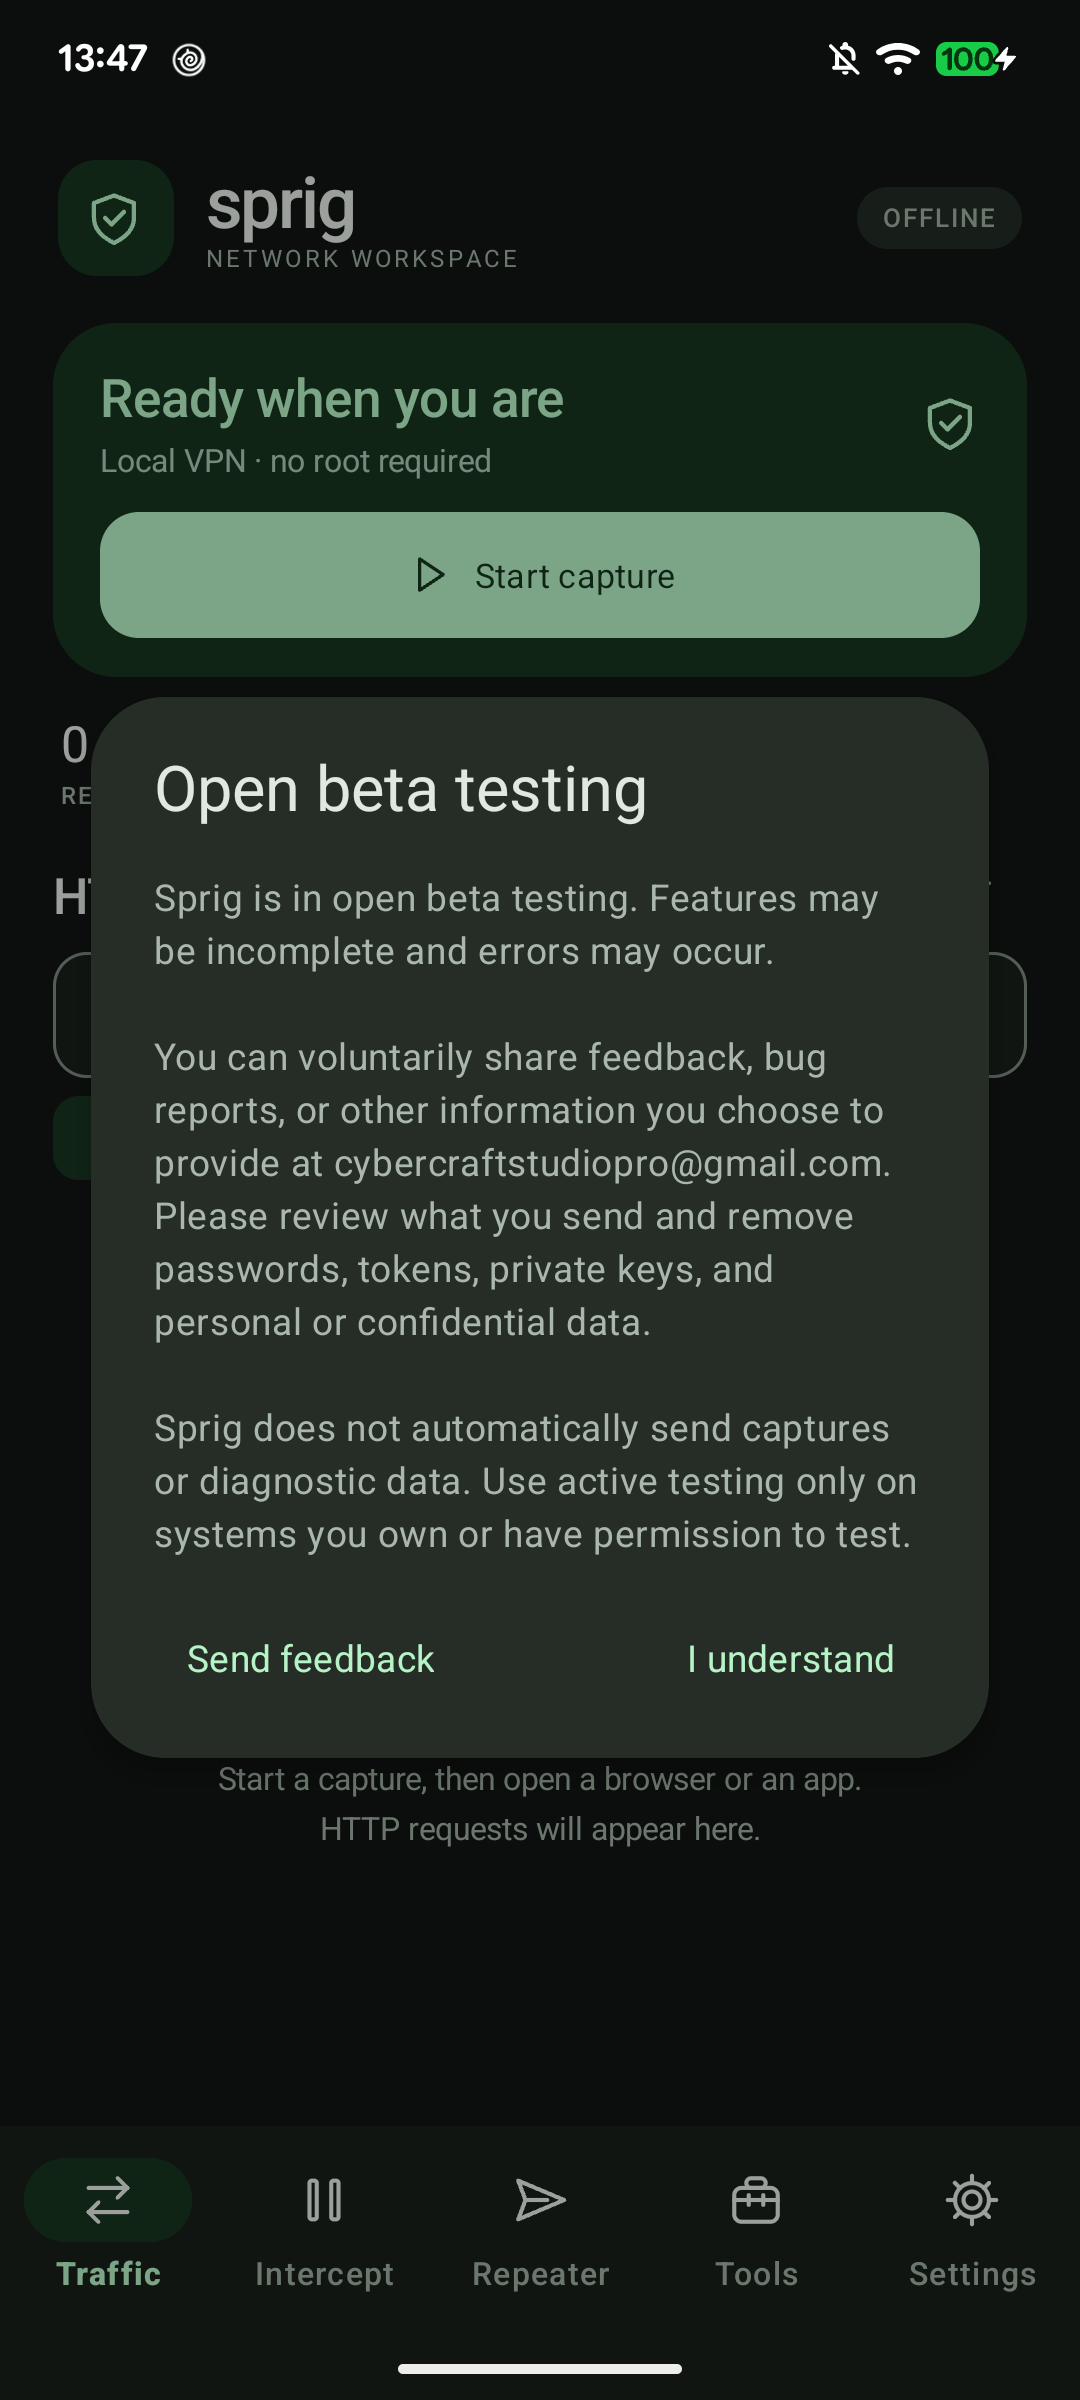 13:47
100
sprig
NETWORK WORKSPACE
OFFLINE
Ready when you are
Local VPN · no root required
Start capture
0
RE
Open beta testing
Sprig is in open beta testing. Features may
be incomplete and errors may occur.
You can voluntarily share feedback, bug
reports, or other information you choose to
provide at cybercraftstudiopro@gmail.com.
Please review what you send and remove
passwords, tokens, private keys, and
personal or confidential data.
Sprig does not automatically send captures
or diagnostic data. Use active testing only on
systems you own or have permission to test.
Send feedback
I understand
Start a capture, then open a browser or an app.
HTTP requests will appear here.
Traffic
Intercept
Repeater
Tools
Settings